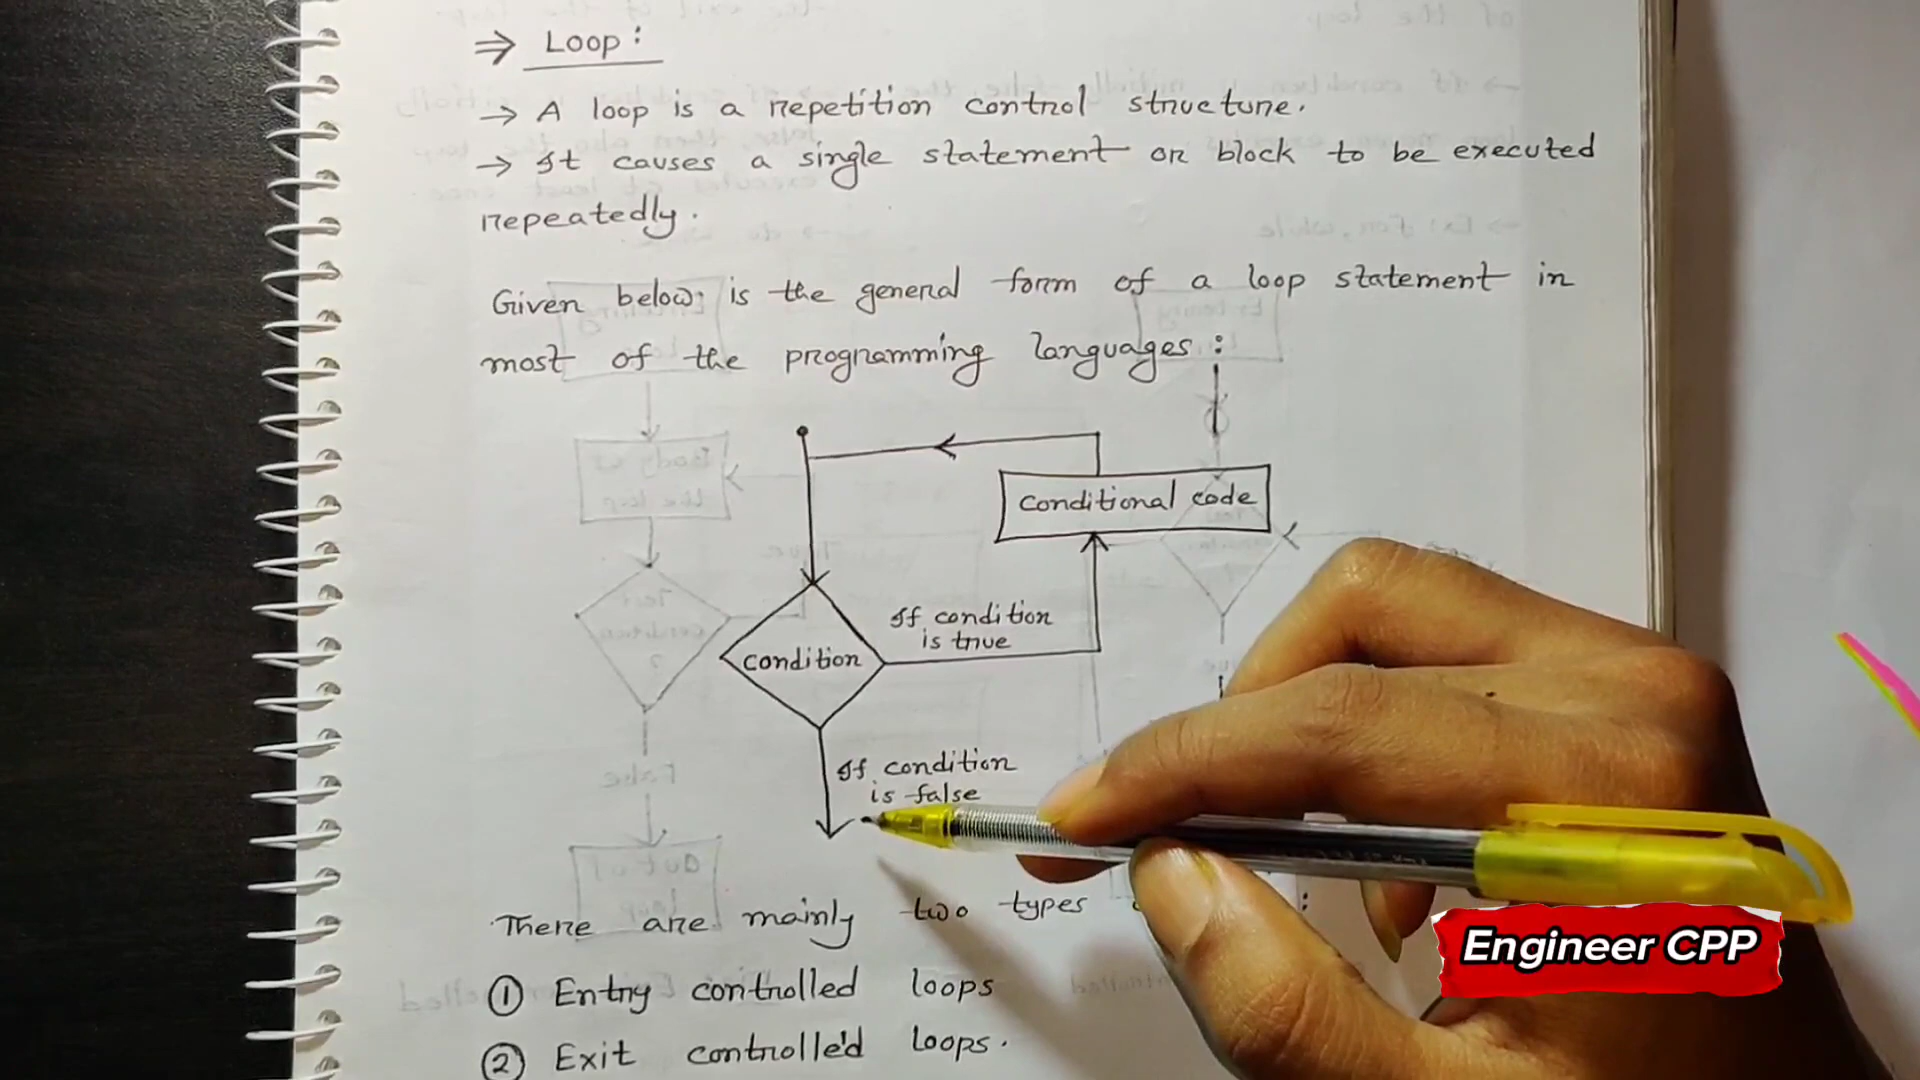 ⇒ Loop:
→ A loop is a repetition control structure.
→ It causes a single statement or block to be executed
repeatedly.
Given below is the general form of a loop statement in
most of the programming languages:
conditional code
If condition
is true
condition
If condition
is false
There are mainly two types :
① Entry controlled loops
② Exit controlled loops.
Engineer CPP